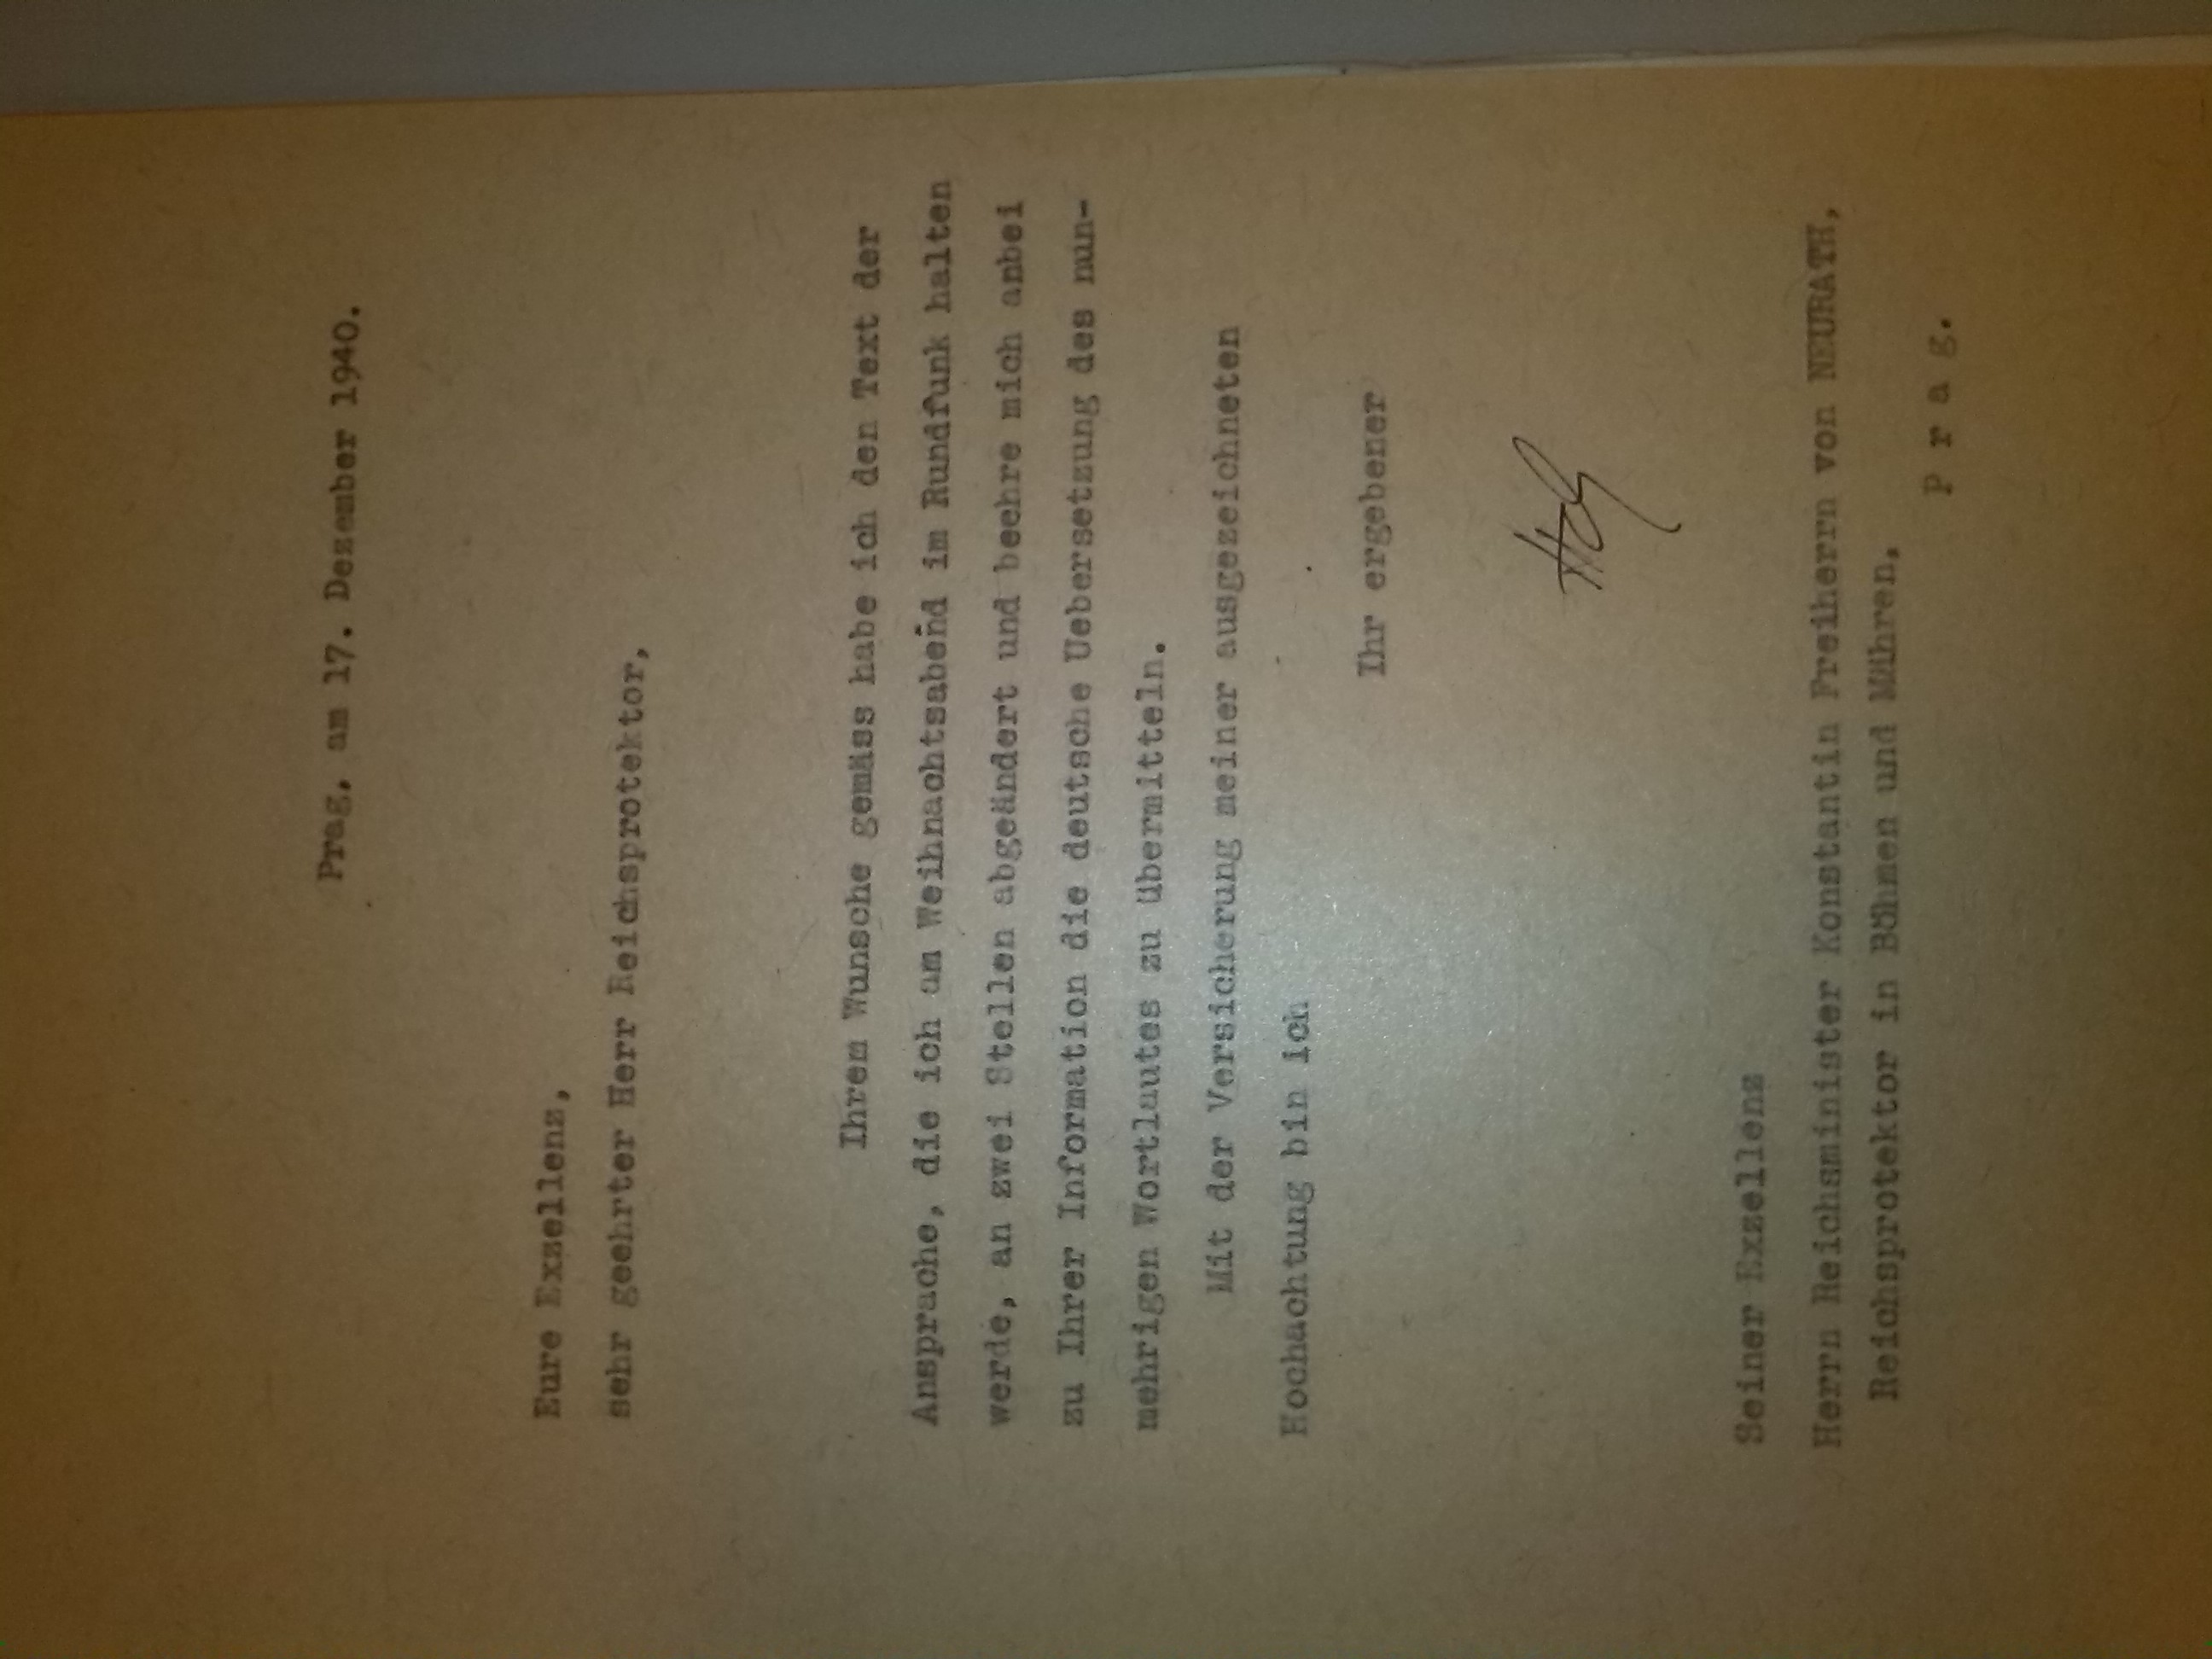 Prag, am 17. Dezember 1940.
Eure Exzellenz,
sehr geehrter Herr Reichsprotektor,
Ihrem Wunsche gemäss habe ich den Text der
Ansprache, die ich am Weihnachtsabend im Rundfunk halten
werde, an zwei Stellen abgeändert und beehre mich anbei
zu Ihrer Information die deutsche Uebersetzung des nun-
mehrigen Wortlautes zu übermitteln.
Mit der Versicherung meiner ausgezeichneten
Hochachtung bin ich
Ihr ergebener
Seiner Exzellenz
Herrn Reichsminister Konstantin Freiherrn von NEURATH,
Reichsprotektor in Böhmen und Mähren,
P r a g.